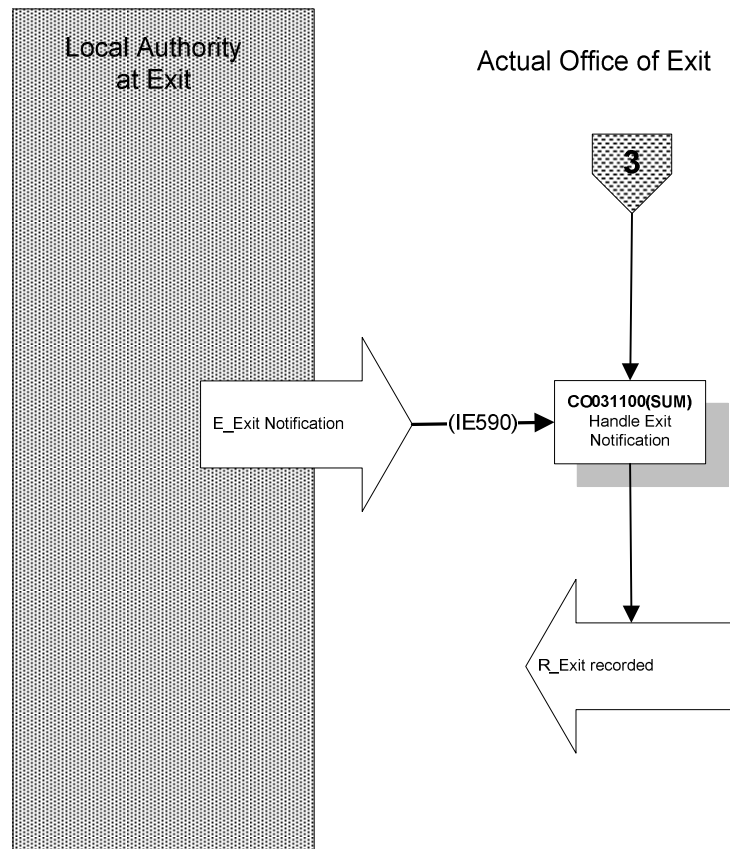 Local Authority
at Exit
Actual Office of Exit
3
E_Exit Notification
(IE590)
CO031100(SUM)
Handle Exit
Notification
R_Exit recorded